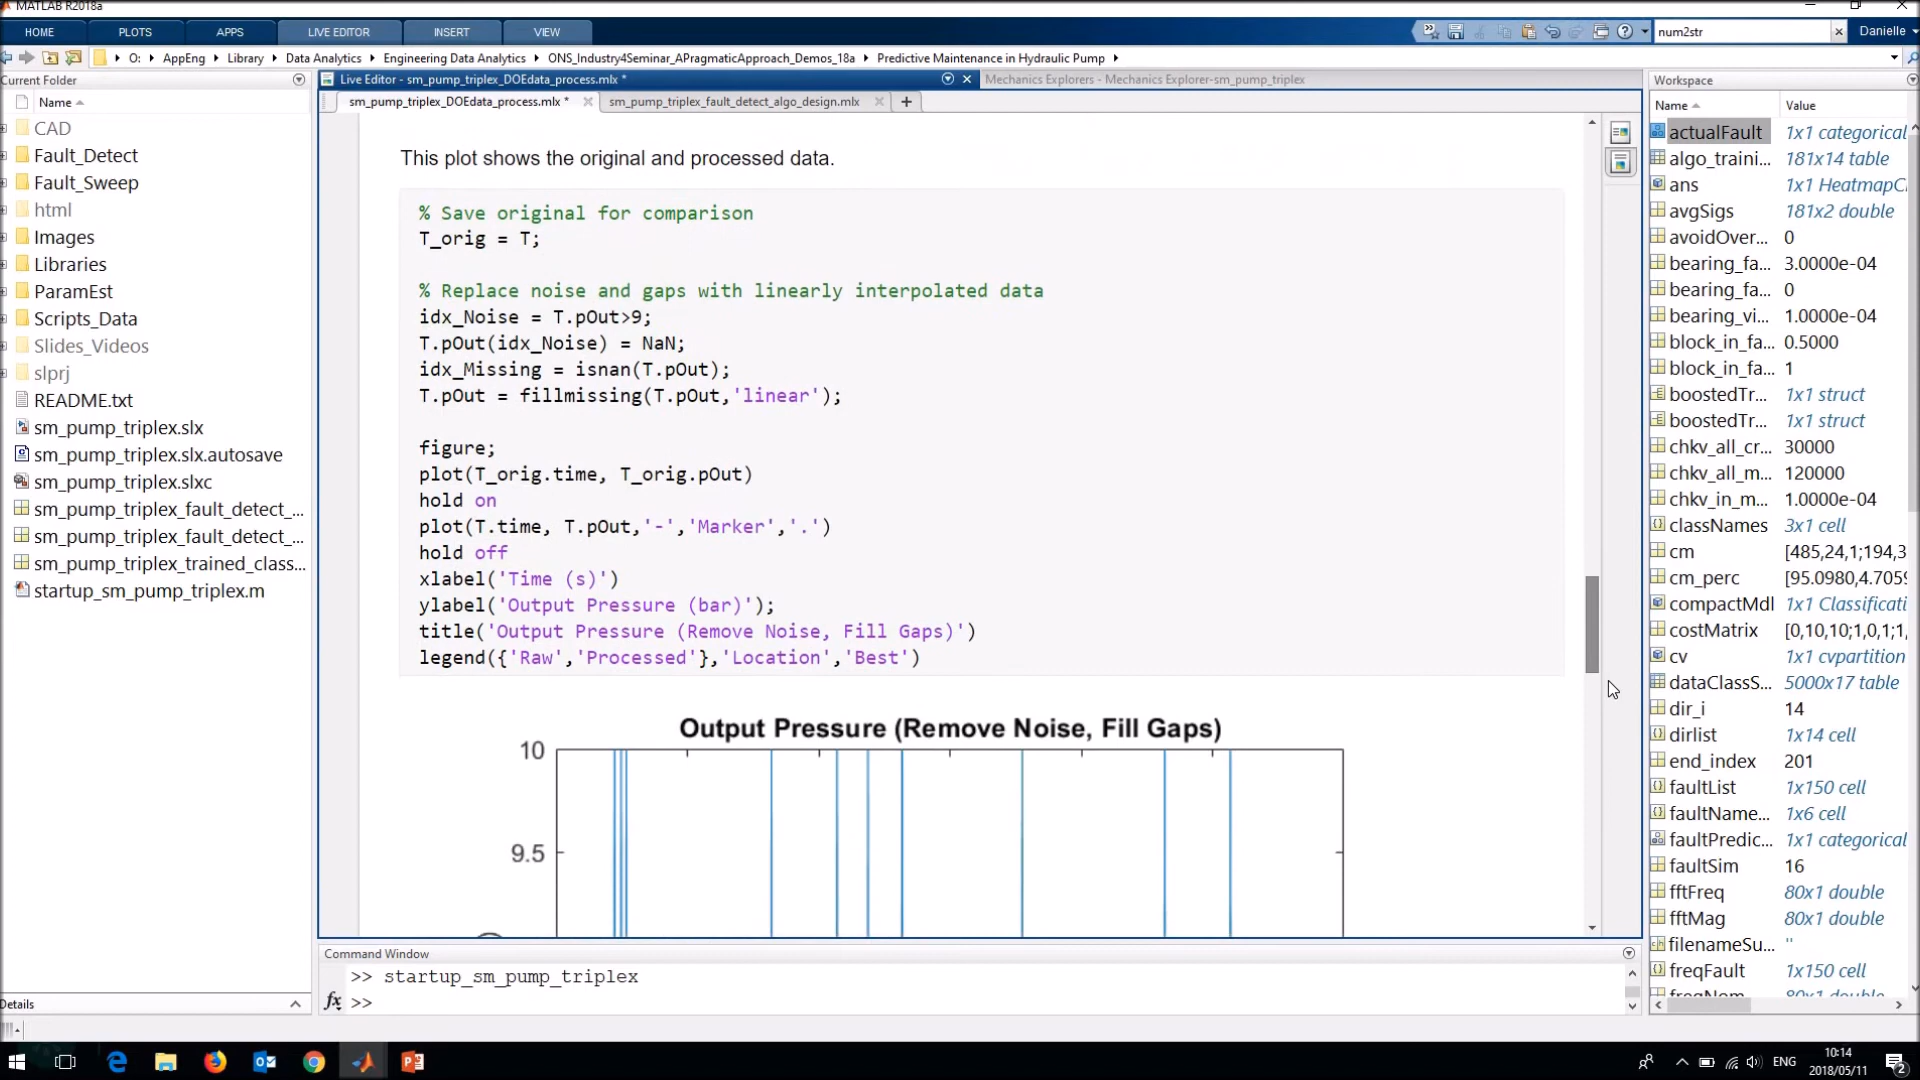 MATLAB R2018a
HOME PLOTS APPS LIVE EDITOR INSERT VIEW
num2str
Danielle
O: AppEng Library Data Analytics Engineering Data Analytics ONS_Industry4Seminar_APragmaticApproach_Demos_18a Predictive Maintenance in Hydraulic Pump
Current Folder
Name
CAD
Fault_Detect
Fault_Sweep
html
Images
Libraries
ParamEst
Scripts_Data
Slides_Videos
slprj
README.txt
sm_pump_triplex.slx
sm_pump_triplex.slx.autosave
sm_pump_triplex.slxc
sm_pump_triplex_fault_detect_...
sm_pump_triplex_fault_detect_...
sm_pump_triplex_trained_class...
startup_sm_pump_triplex.m
Details
Live Editor - sm_pump_triplex_DOEdata_process.mlx *
Mechanics Explorers - Mechanics Explorer-sm_pump_triplex
sm_pump_triplex_DOEdata_process.mlx *
sm_pump_triplex_fault_detect_algo_design.mlx
This plot shows the original and processed data.
% Save original for comparison
T_orig = T;
% Replace noise and gaps with linearly interpolated data
idx_Noise = T.pOut>9;
T.pOut(idx_Noise) = NaN;
idx_Missing = isnan(T.pOut);
T.pOut = fillmissing(T.pOut,'linear');
figure;
plot(T_orig.time, T_orig.pOut)
hold on
plot(T.time, T.pOut,'-','Marker','.')
hold off
xlabel('Time (s)')
ylabel('Output Pressure (bar)');
title('Output Pressure (Remove Noise, Fill Gaps)')
legend({'Raw','Processed'},'Location','Best')
Output Pressure (Remove Noise, Fill Gaps)
10
9.5
Command Window
>> startup_sm_pump_triplex
fx >>
Workspace
Name Value
actualFault 1x1 categorical
algo_traini... 181x14 table
ans 1x1 HeatmapC
avgSigs 181x2 double
avoidOver... 0
bearing_fa... 3.0000e-04
bearing_fa... 0
bearing_vi... 1.0000e-04
block_in_fa... 0.5000
block_in_fa... 1
boostedTr... 1x1 struct
boostedTr... 1x1 struct
chkv_all_cr... 30000
chkv_all_m... 120000
chkv_in_m... 1.0000e-04
classNames 3x1 cell
cm [485,24,1;194,3
cm_perc [95.0980,4.7059
compactMdl 1x1 Classificati
costMatrix [0,10,10;1,0,1;1,
cv 1x1 cvpartition
dataClassS... 5000x17 table
dir_i 14
dirlist 1x14 cell
end_index 201
faultList 1x150 cell
faultName... 1x6 cell
faultPredic... 1x1 categorical
faultSim 16
fftFreq 80x1 double
fftMag 80x1 double
filenameSu... ''
freqFault 1x150 cell
freqNom 80x1 double
ENG
10:14
2018/05/11
2